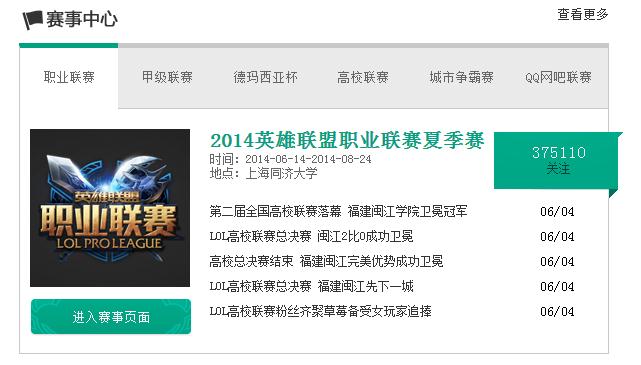 赛事中心
查看更多
职业联赛 甲级联赛 德玛西亚杯 高校联赛 城市争霸赛 QQ网吧联赛
英雄联盟
职业联赛
LOL PRO LEAGUE
进入赛事页面
2014英雄联盟职业联赛夏季赛
时间：2014-06-14-2014-08-24
地点：上海同济大学
375110
关注
第二届全国高校联赛落幕 福建闽江学院卫冕冠军 06/04
LOL高校联赛总决赛 闽江2比0成功卫冕 06/04
高校总决赛结束 福建闽江完美优势成功卫冕 06/04
LOL高校联赛总决赛 福建闽江先下一城 06/04
LOL高校联赛粉丝齐聚草莓备受女玩家追捧 06/04